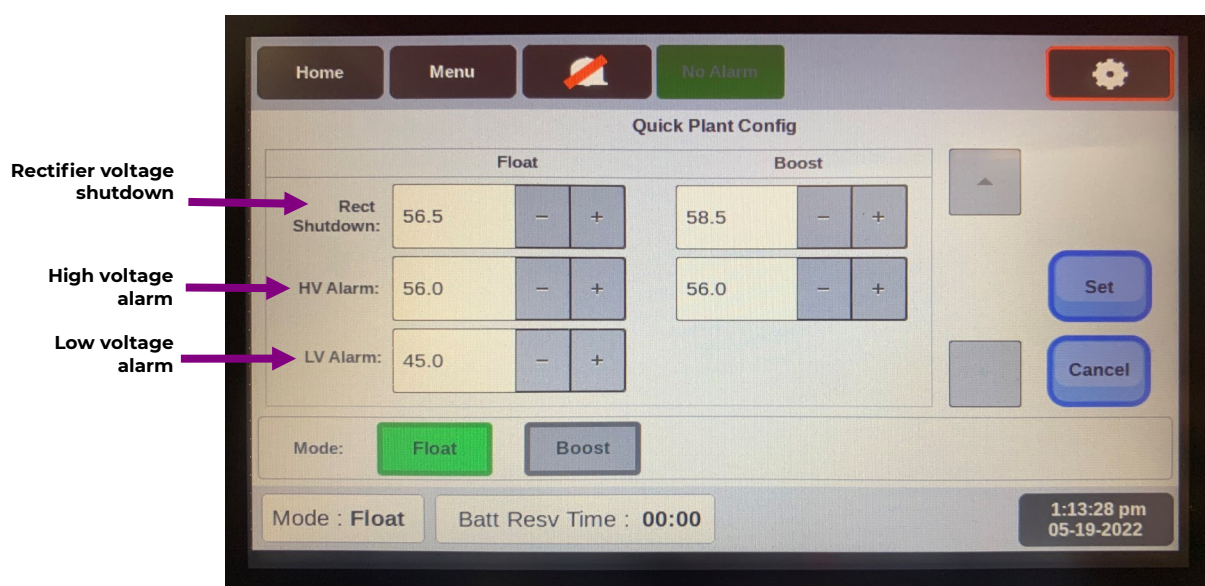 Home Menu No Alarm
Quick Plant Config
Float Boost
Rectifier voltage
shutdown
Rect
Shutdown:
56.5 − + 58.5 − +
High voltage
alarm
HV Alarm: 56.0 − + 56.0 − +
Set
Low voltage
alarm
LV Alarm: 45.0 − +
Cancel
Mode: Float Boost
Mode : Float Batt Resv Time : 00:00
1:13:28 pm
05-19-2022